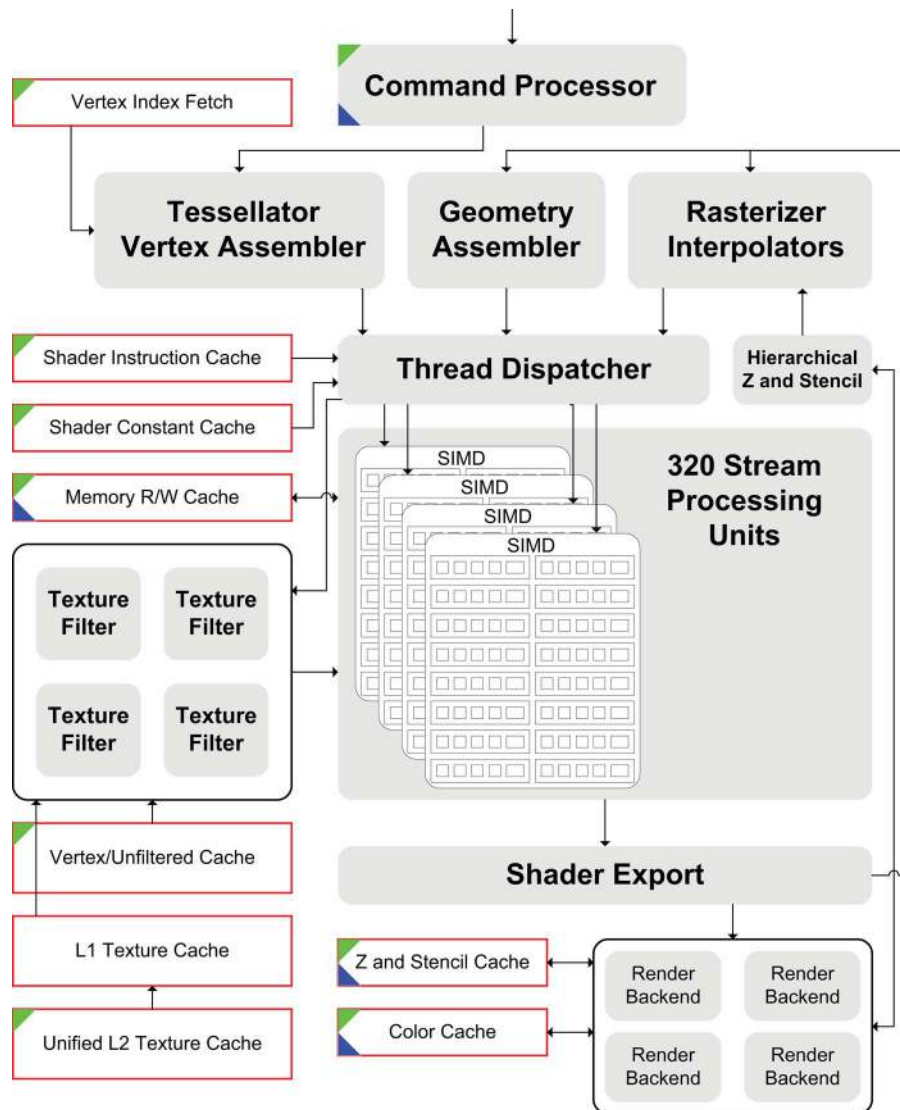 Command Processor
Vertex Index Fetch
Tessellator
Vertex Assembler
Geometry
Assembler
Rasterizer
Interpolators
Shader Instruction Cache
Thread Dispatcher
Hierarchical
Z and Stencil
Shader Constant Cache
Memory R/W Cache
SIMD
SIMD
SIMD
SIMD
320 Stream
Processing
Units
Texture
Filter
Texture
Filter
Texture
Filter
Texture
Filter
Vertex/Unfiltered Cache
Shader Export
L1 Texture Cache
Unified L2 Texture Cache
Z and Stencil Cache
Color Cache
Render
Backend
Render
Backend
Render
Backend
Render
Backend